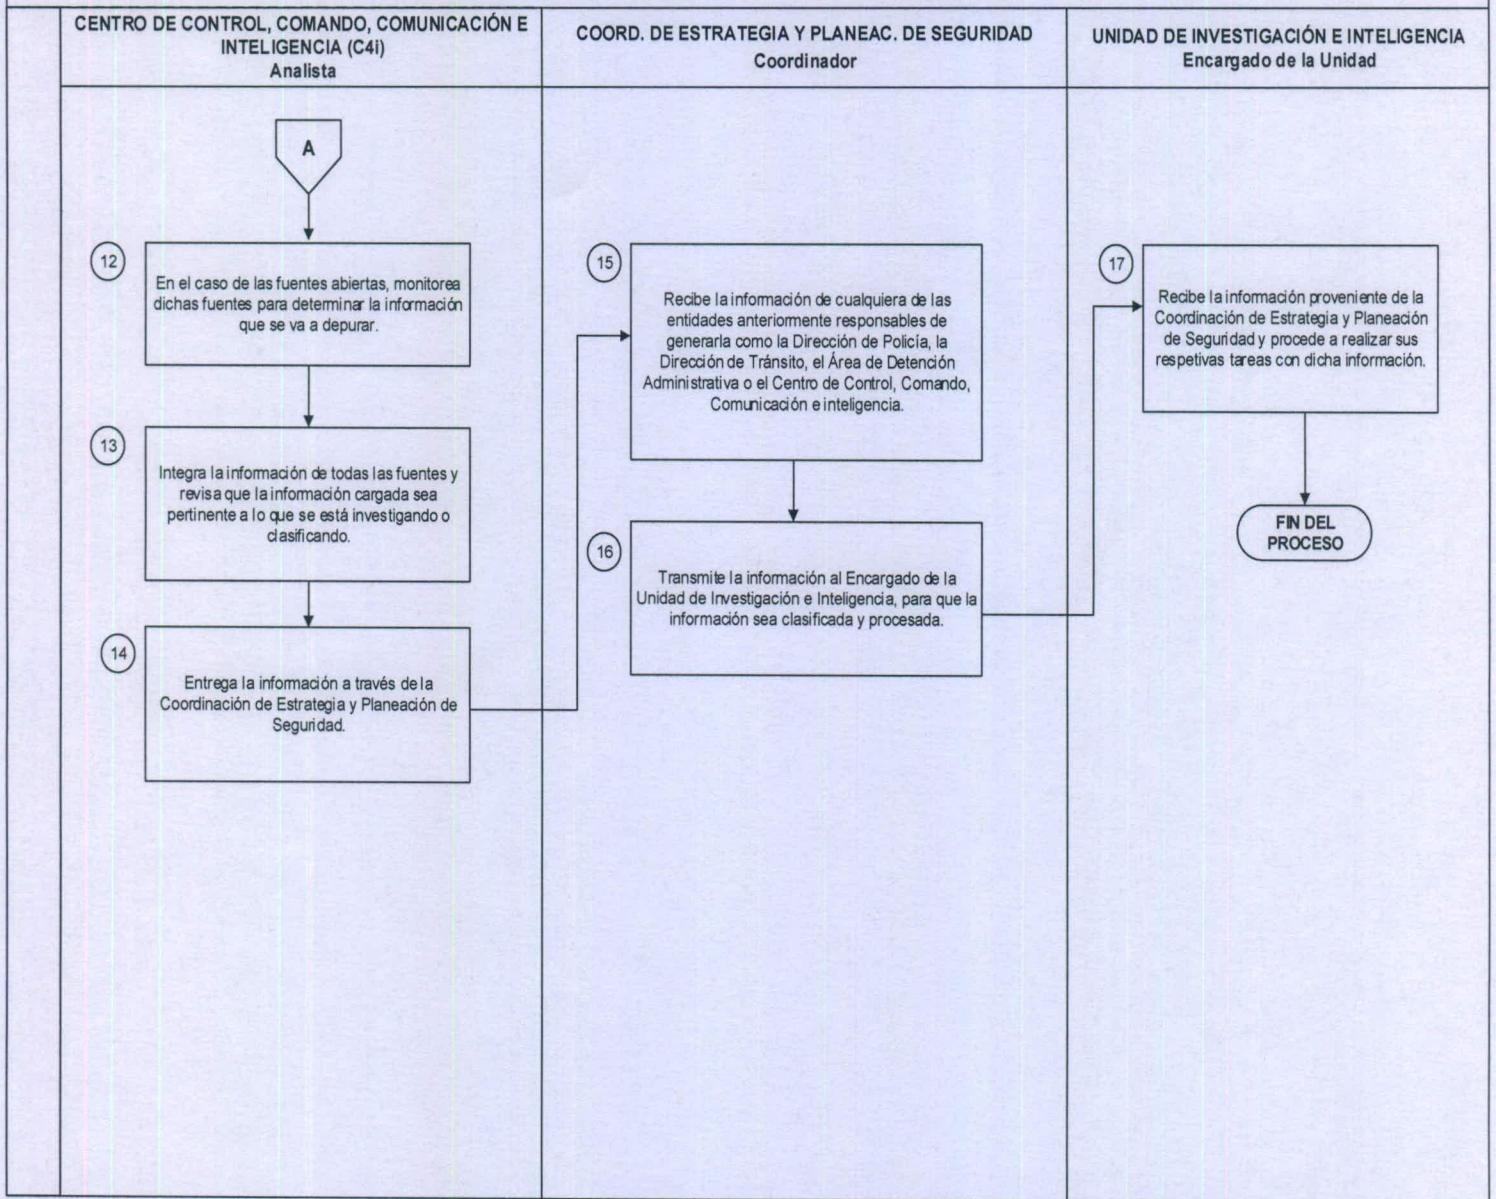 CENTRO DE CONTROL, COMANDO, COMUNICACIÓN E
INTELIGENCIA (C4i)
Analista
COORD. DE ESTRATEGIA Y PLANEAC. DE SEGURIDAD
Coordinador
UNIDAD DE INVESTIGACIÓN E INTELIGENCIA
Encargado de la Unidad
A
12
En el caso de las fuentes abiertas, monitorea
dichas fuentes para determinar la información
que se va a depurar.
13
Integra la información de todas las fuentes y
revisa que la información cargada sea
pertinente a lo que se está investigando o
clasificando.
14
Entrega la información a través de la
Coordinación de Estrategia y Planeación de
Seguridad.
15
Recibe la información de cualquiera de las
entidades anteriormente responsables de
generarla como la Dirección de Policía, la
Dirección de Tránsito, el Área de Detención
Administrativa o el Centro de Control, Comando,
Comunicación e inteligencia.
16
Transmite la información al Encargado de la
Unidad de Investigación e Inteligencia, para que la
información sea clasificada y procesada.
17
Recibe la información proveniente de la
Coordinación de Estrategia y Planeación
de Seguridad y procede a realizar sus
respetivas tareas con dicha información.
FIN DEL
PROCESO